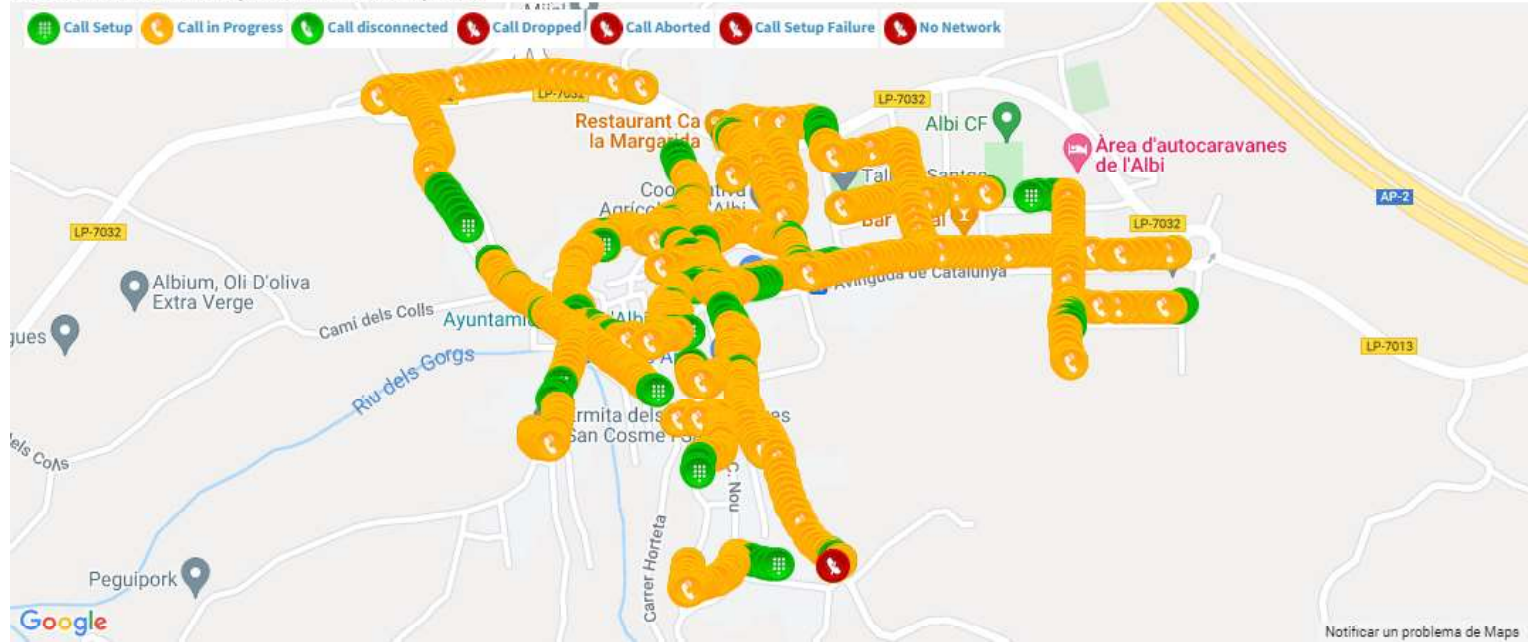 Call Setup
Call in Progress
Call disconnected
Call Dropped
Call Aborted
Call Setup Failure
No Network
LP-7032
LP-7032
Restaurant Ca
la Margarida
Albi CF
Àrea d'autocaravanes
de l'Albi
AP-2
LP-7032
LP-7032
Albium, Oli D'oliva
Extra Verge
Camí dels Colls
Avinguda de Catalunya
LP-7013
Riu dels Gorgs
San Cosme
C. Nou
Carrer Horteta
Peguipork
Google
Notificar un problema de Maps